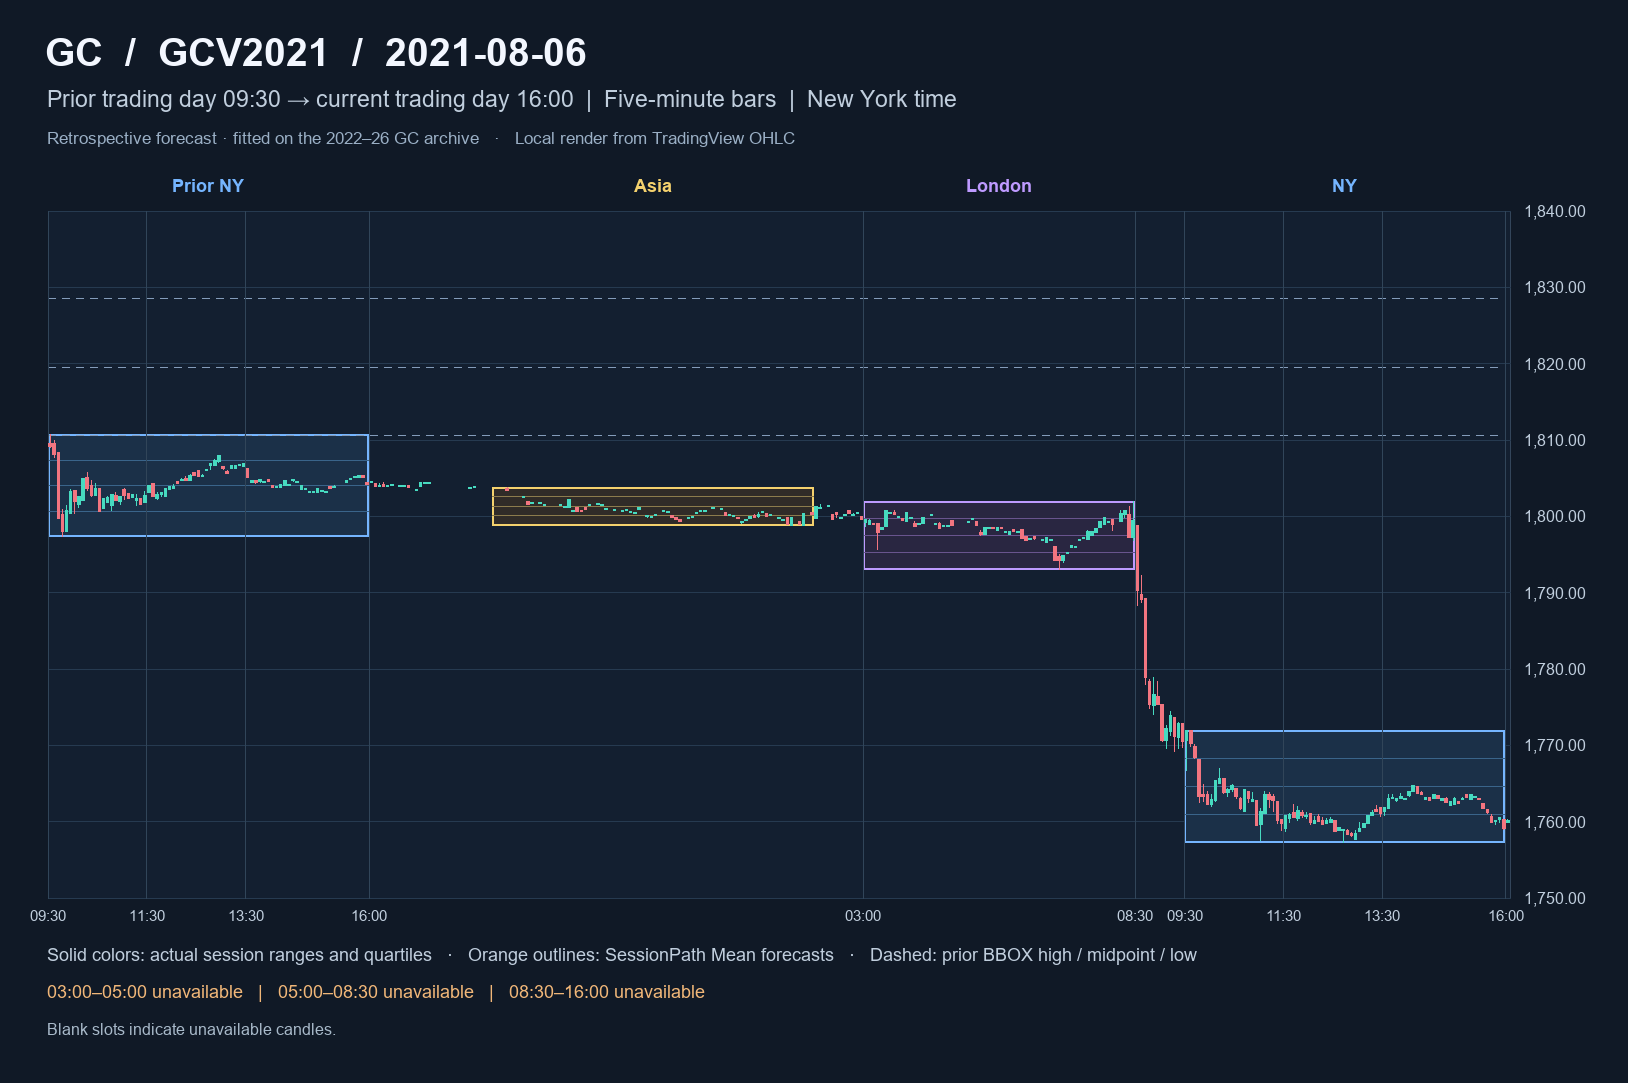 GC / GCV2021 / 2021-08-06
Prior trading day 09:30 → current trading day 16:00 | Five-minute bars | New York time
Retrospective forecast · fitted on the 2022–26 GC archive · Local render from TradingView OHLC
Prior NY Asia London NY
1,840.00
1,830.00
1,820.00
1,810.00
1,800.00
1,790.00
1,780.00
1,770.00
1,760.00
1,750.00
09:30 11:30 13:30 16:00 03:00 08:30 09:30 11:30 13:30 16:00
Solid colors: actual session ranges and quartiles · Orange outlines: SessionPath Mean forecasts · Dashed: prior BBOX high / midpoint / low
03:00–05:00 unavailable | 05:00–08:30 unavailable | 08:30–16:00 unavailable
Blank slots indicate unavailable candles.